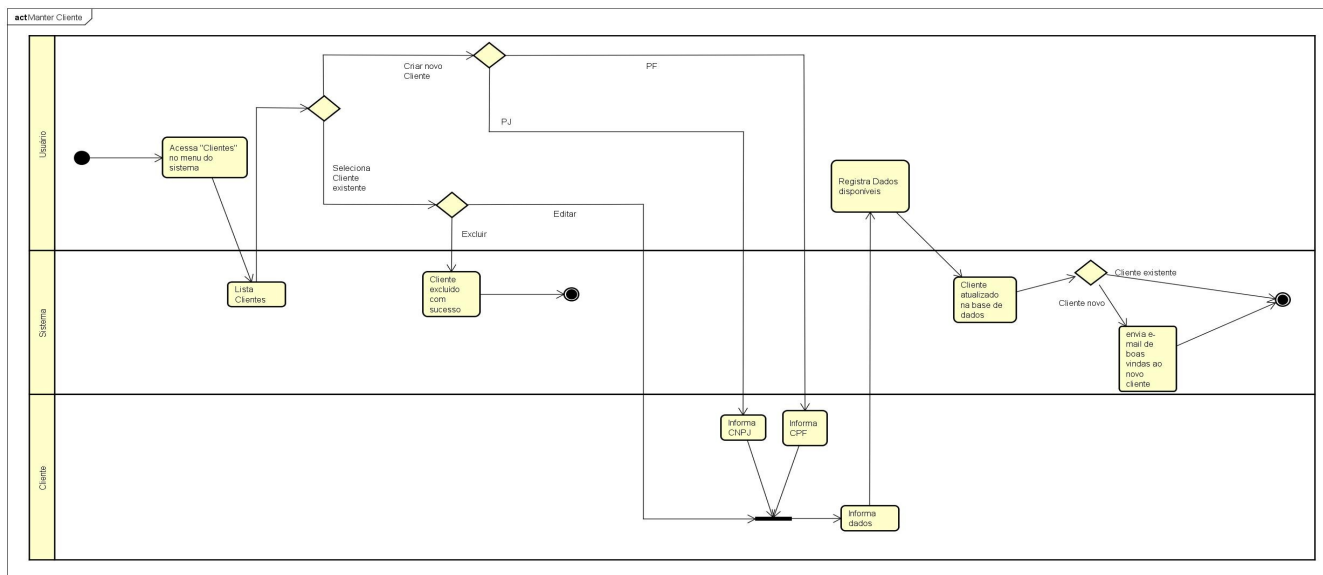 act Manter Cliente
Usuário
Acessa "Clientes"
no menu do
sistema
Criar novo
Cliente
PF
PJ
Seleciona
Cliente
existente
Editar
Excluir
Registra Dados
disponíveis
Sistema
Lista
Clientes
Cliente
excluído
com
sucesso
Cliente
atualizado
na base de
dados
Cliente existente
Cliente novo
envia e-
mail de
boas
vindas ao
novo
cliente
Cliente
Informa
CNPJ
Informa
CPF
Informa
dados